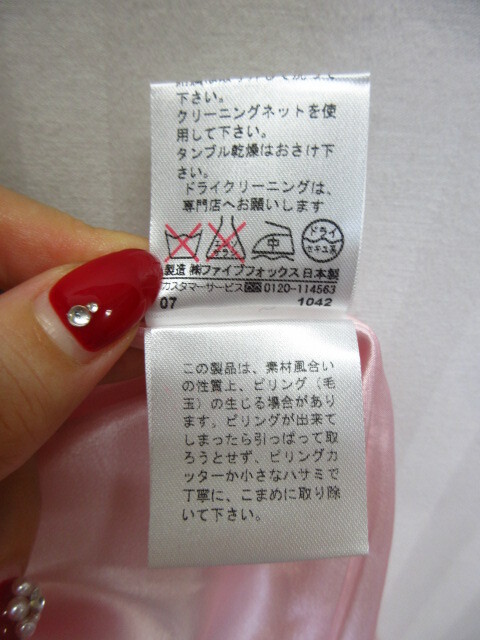 下さい。
クリーニングネットを使
用して下さい。
タンブル乾燥はおさけ下
さい。
ドライクリーニングは、
専門店へお願いします
中
ドライ
セキユ系
製造 ㈱ファイブフォックス 日本製
カスタマーサービス 0120-114563
07 1042
この製品は、素材風合い
の性質上、ピリング（毛
玉）の生じる場合があり
ます。ピリングが出来て
しまったら引っぱって取
ろうとせず、ピリングカ
ッターか小さなハサミで
丁寧に、こまめに取り除
いて下さい。